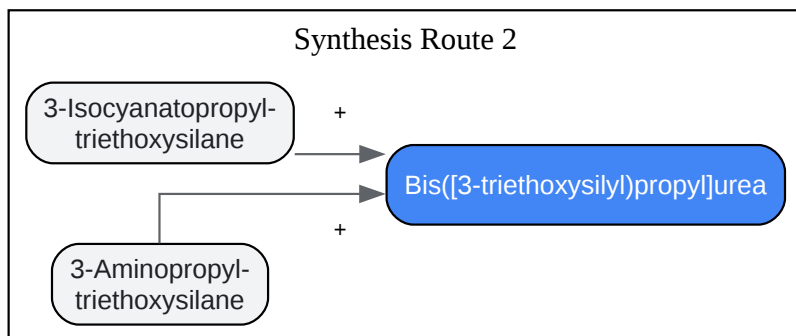 Synthesis Route 2
3-Isocyanatopropyl-
triethoxysilane
+
Bis([3-triethoxysilyl)propyl]urea
+
3-Aminopropyl-
triethoxysilane